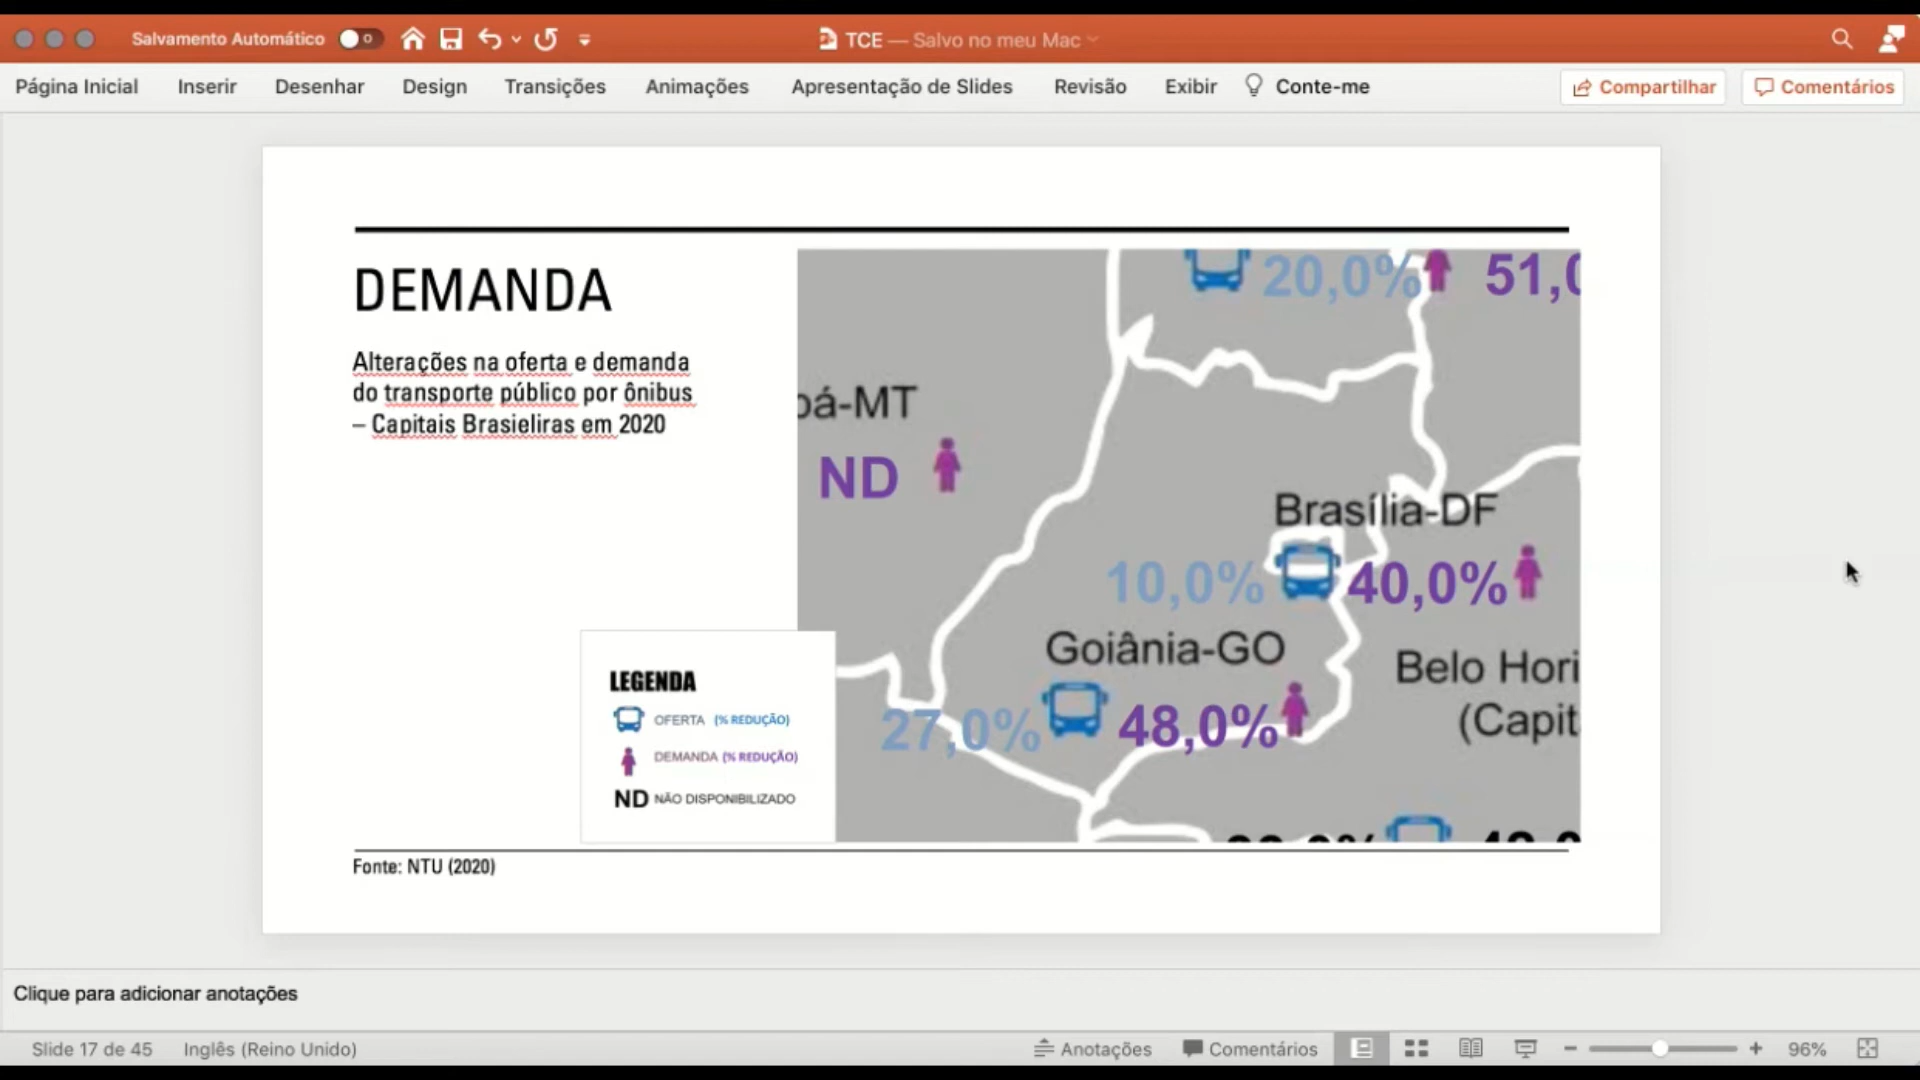 Salvamento Automático
TCE — Salvo no meu Mac
Página Inicial Inserir Desenhar Design Transições Animações Apresentação de Slides Revisão Exibir Conte-me Compartilhar Comentários
DEMANDA
Alterações na oferta e demanda
do transporte público por ônibus
– Capitais Brasieliras em 2020
20,0% 51,0
bá-MT
ND
Brasília-DF
10,0% 40,0%
Goiânia-GO
27,0% 48,0%
Belo Hori
(Capit
LEGENDA
OFERTA (% REDUÇÃO)
DEMANDA (% REDUÇÃO)
ND NÃO DISPONIBILIZADO
Fonte: NTU (2020)
Clique para adicionar anotações
Slide 17 de 45 Inglês (Reino Unido) Anotações Comentários 96%